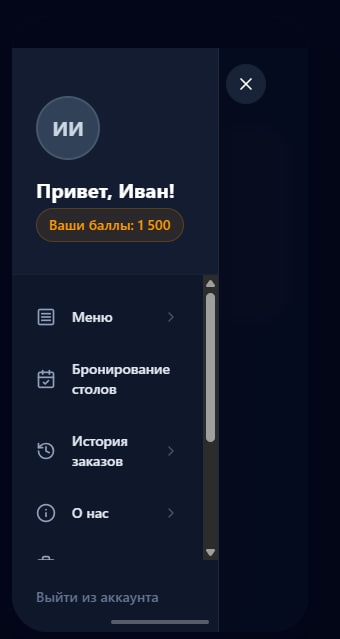 ИИ
Привет, Иван!
Ваши баллы: 1 500
Меню
Бронирование
столов
История
заказов
О нас
Выйти из аккаунта